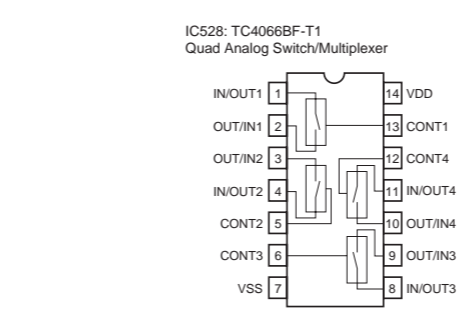 IC528: TC4066BF-T1
Quad Analog Switch/Multiplexer
IN/OUT1 1 14 VDD
OUT/IN1 2 13 CONT1
OUT/IN2 3 12 CONT4
IN/OUT2 4 11 IN/OUT4
CONT2 5 10 OUT/IN4
CONT3 6 9 OUT/IN3
VSS 7 8 IN/OUT3